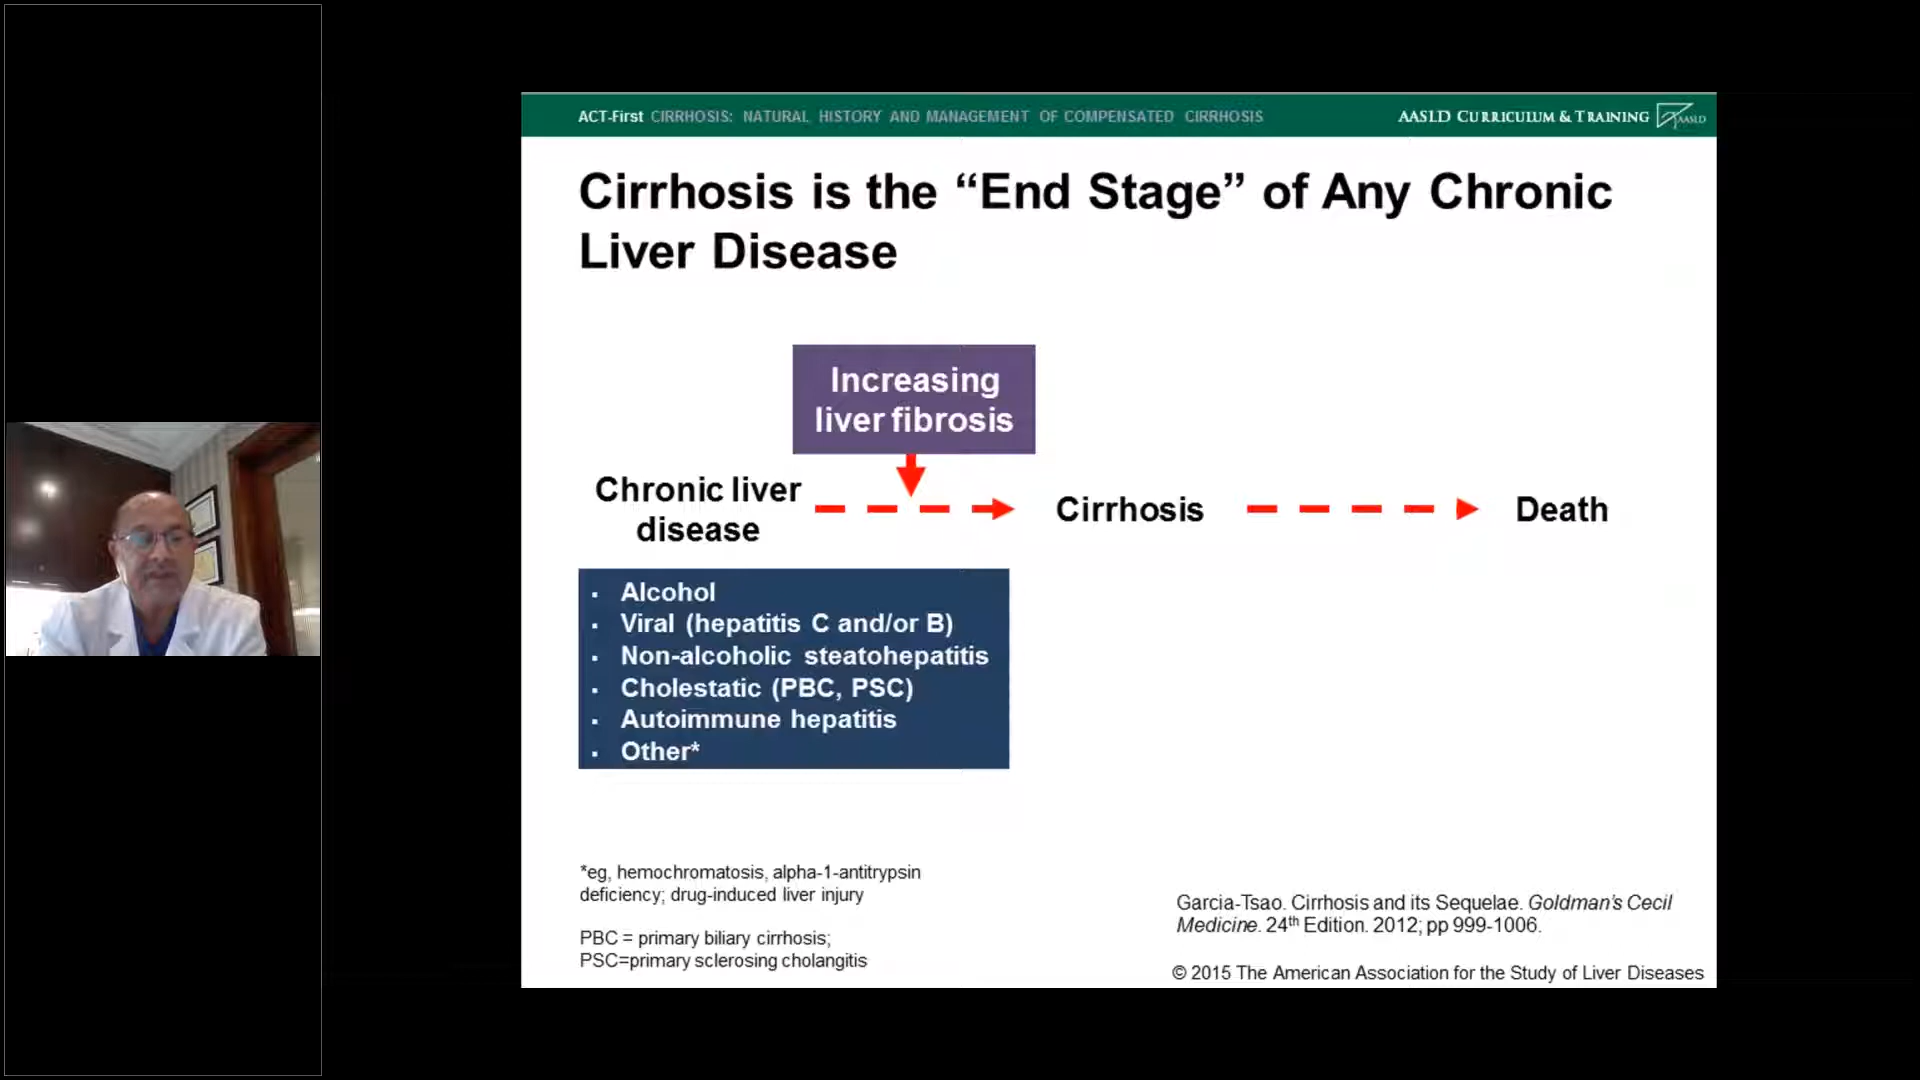 ACT-First CIRRHOSIS: NATURAL HISTORY AND MANAGEMENT OF COMPENSATED CIRRHOSIS
AASLD CURRICULUM & TRAINING
AASLD
Cirrhosis is the “End Stage” of Any Chronic
Liver Disease
Increasing
liver fibrosis
Chronic liver
disease
Cirrhosis
Death
▪ Alcohol
▪ Viral (hepatitis C and/or B)
▪ Non-alcoholic steatohepatitis
▪ Cholestatic (PBC, PSC)
▪ Autoimmune hepatitis
▪ Other*
*eg, hemochromatosis, alpha-1-antitrypsin
deficiency; drug-induced liver injury
PBC = primary biliary cirrhosis;
PSC=primary sclerosing cholangitis
Garcia-Tsao. Cirrhosis and its Sequelae. Goldman’s Cecil
Medicine. 24th Edition. 2012; pp 999-1006.
© 2015 The American Association for the Study of Liver Diseases